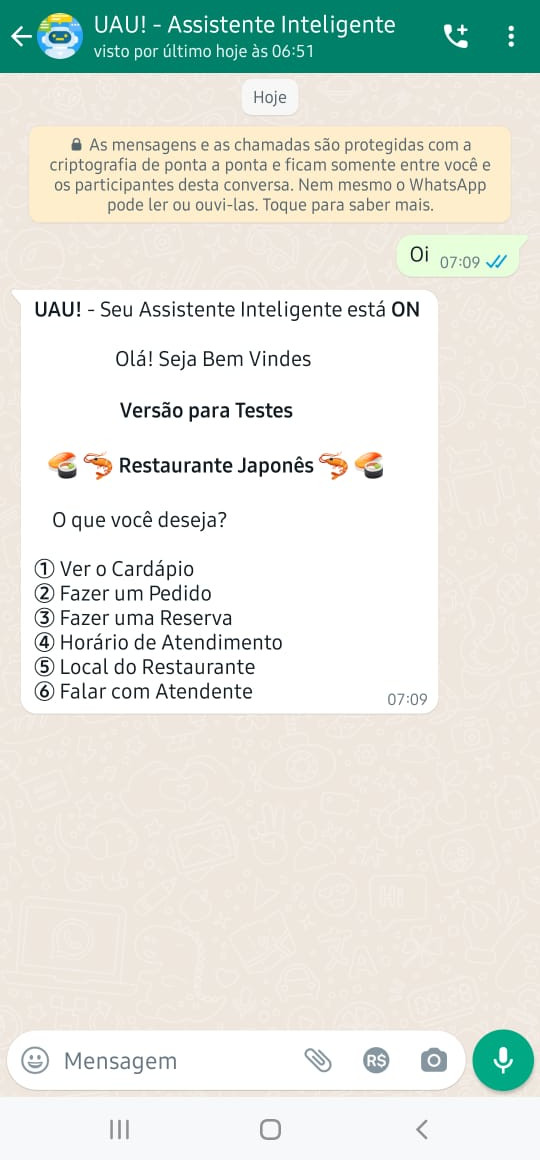 UAU! - Assistente Inteligente
visto por último hoje às 06:51
Hoje
As mensagens e as chamadas são protegidas com a
criptografia de ponta a ponta e ficam somente entre você e
os participantes desta conversa. Nem mesmo o WhatsApp
pode ler ou ouvi-las. Toque para saber mais.
Oi 07:09
UAU! - Seu Assistente Inteligente está ON
Olá! Seja Bem Vindes
Versão para Testes
🍣🦐 Restaurante Japonês 🦐🍣
O que você deseja?
① Ver o Cardápio
② Fazer um Pedido
③ Fazer uma Reserva
④ Horário de Atendimento
⑤ Local do Restaurante
⑥ Falar com Atendente
07:09
Mensagem
R$